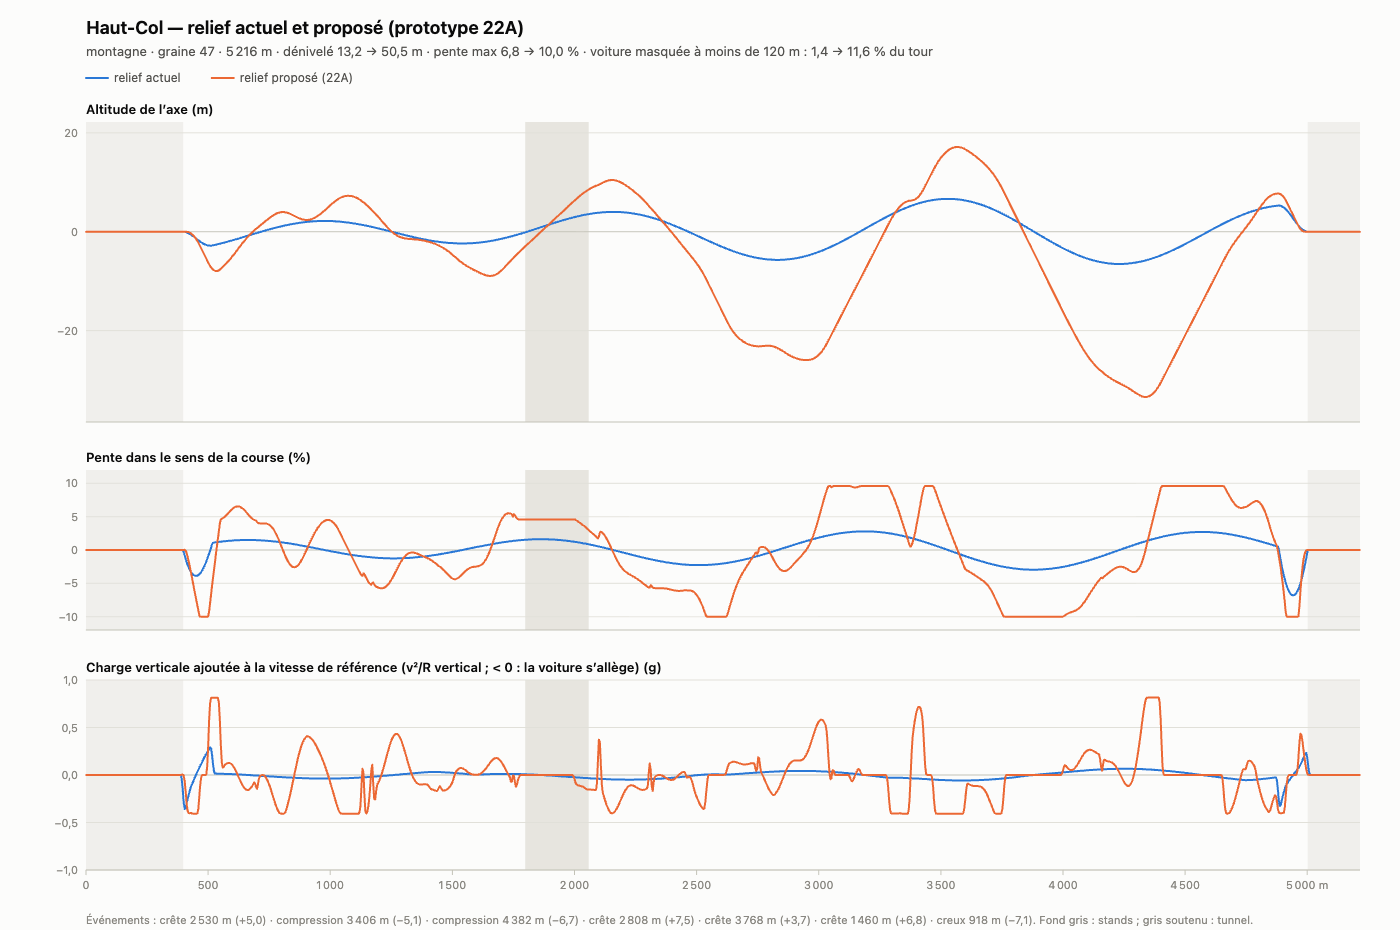 Haut-Col — relief actuel et proposé (prototype 22A)
montagne · graine 47 · 5 216 m · dénivelé 13,2 → 50,5 m · pente max 6,8 → 10,0 % · voiture masquée à moins de 120 m : 1,4 → 11,6 % du tour
relief actuel relief proposé (22A)
Altitude de l’axe (m)
20
0
−20
Pente dans le sens de la course (%)
10
5
0
−5
−10
Charge verticale ajoutée à la vitesse de référence (v²/R vertical ; < 0 : la voiture s’allège) (g)
1,0
0,5
0,0
−0,5
−1,0
0 500 1 000 1 500 2 000 2 500 3 000 3 500 4 000 4 500 5 000 m
Événements : crête 2 530 m (+5,0) · compression 3 406 m (−5,1) · compression 4 382 m (−6,7) · crête 2 808 m (+7,5) · crête 3 768 m (+3,7) · crête 1 460 m (+6,8) · creux 918 m (−7,1). Fond gris : stands ; gris soutenu : tunnel.